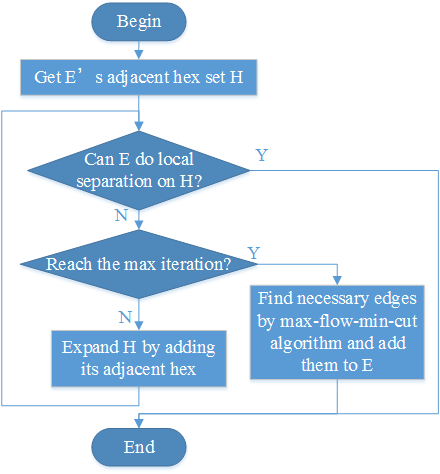 Begin
Get E’s adjacent hex set H
Can E do local
separation on H?
Y
N
Reach the max iteration?
Y
N
Find necessary edges
by max-flow-min-cut
algorithm and add
them to E
Expand H by adding
its adjacent hex
End